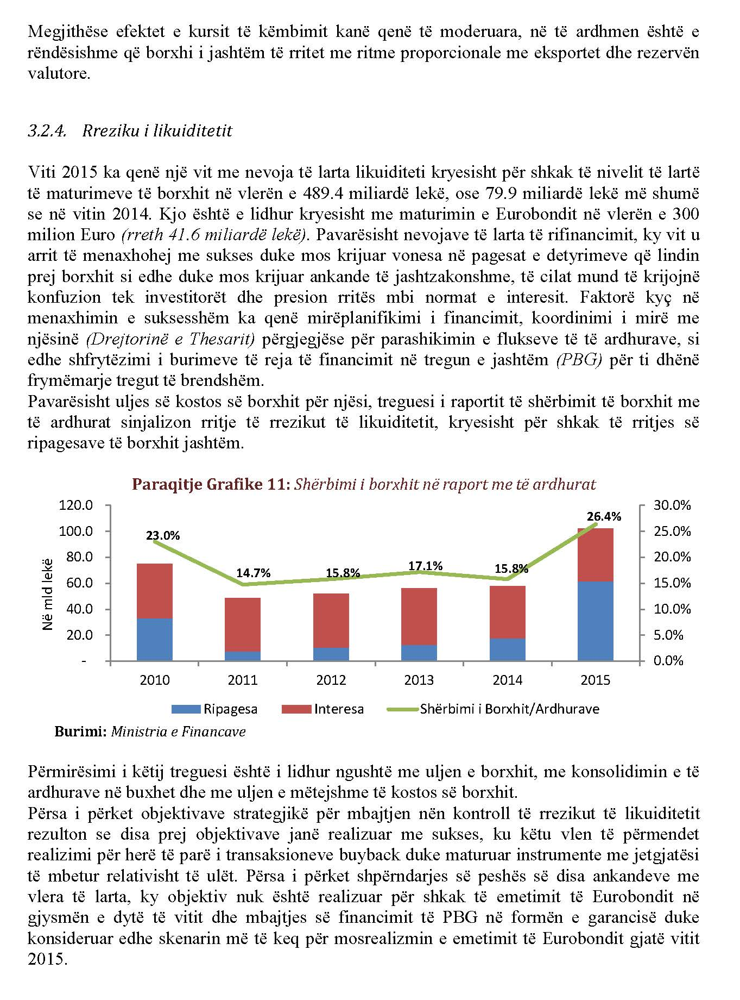 Megjithëse efektet e kursit të këmbimit kanë qenë të moderuara, në të ardhmen është e
rëndësishme që borxhi i jashtëm të rritet me ritme proporcionale me eksportet dhe rezervën
valutore.
3.2.4. Rreziku i likuiditetit
Viti 2015 ka qenë një vit me nevoja të larta likuiditeti kryesisht për shkak të nivelit të lartë
të maturimeve të borxhit në vlerën e 489.4 miliardë lekë, ose 79.9 miliardë lekë më shumë
se në vitin 2014. Kjo është e lidhur kryesisht me maturimin e Eurobondit në vlerën e 300
milion Euro (rreth 41.6 miliardë lekë). Pavarësisht nevojave të larta të rifinancimit, ky vit u
arrit të menaxhohej me sukses duke mos krijuar vonesa në pagesat e detyrimeve që lindin
prej borxhit si edhe duke mos krijuar ankande të jashtzakonshme, të cilat mund të krijojnë
konfuzion tek investitorët dhe presion rritës mbi normat e interesit. Faktorë kyç në
menaxhimin e suksesshëm ka qenë mirëplanifikimi i financimit, koordinimi i mirë me
njësinë (Drejtorinë e Thesarit) përgjegjëse për parashikimin e flukseve të të ardhurave, si
edhe shfrytëzimi i burimeve të reja të financimit në tregun e jashtëm (PBG) për ti dhënë
frymëmarje tregut të brendshëm.
Pavarësisht uljes së kostos së borxhit për njësi, treguesi i raportit të shërbimit të borxhit me
të ardhurat sinjalizon rritje të rrezikut të likuiditetit, kryesisht për shkak të rritjes së
ripagesave të borxhit jashtëm.
Paraqitje Grafike 11: Shërbimi i borxhit në raport me të ardhurat
120.0
100.0
80.0
60.0
40.0
20.0
-
Në mld lekë
23.0%
14.7%
15.8%
17.1%
15.8%
26.4%
30.0%
25.0%
20.0%
15.0%
10.0%
5.0%
0.0%
2010 2011 2012 2013 2014 2015
Ripagesa Interesa Shërbimi i Borxhit/Ardhurave
Burimi: Ministria e Financave
Përmirësimi i këtij treguesi është i lidhur ngushtë me uljen e borxhit, me konsolidimin e të
ardhurave në buxhet dhe me uljen e mëtejshme të kostos së borxhit.
Përsa i përket objektivave strategjikë për mbajtjen nën kontroll të rrezikut të likuiditetit
rezulton se disa prej objektivave janë realizuar me sukses, ku këtu vlen të përmendet
realizimi për herë të parë i transaksioneve buyback duke maturuar instrumente me jetgjatësi
të mbetur relativisht të ulët. Përsa i përket shpërndarjes së peshës së disa ankandeve me
vlera të larta, ky objektiv nuk është realizuar për shkak të emetimit të Eurobondit në
gjysmën e dytë të vitit dhe mbajtjes së financimit të PBG në formën e garancisë duke
konsideruar edhe skenarin më të keq për mosrealizmin e emetimit të Eurobondit gjatë vitit
2015.